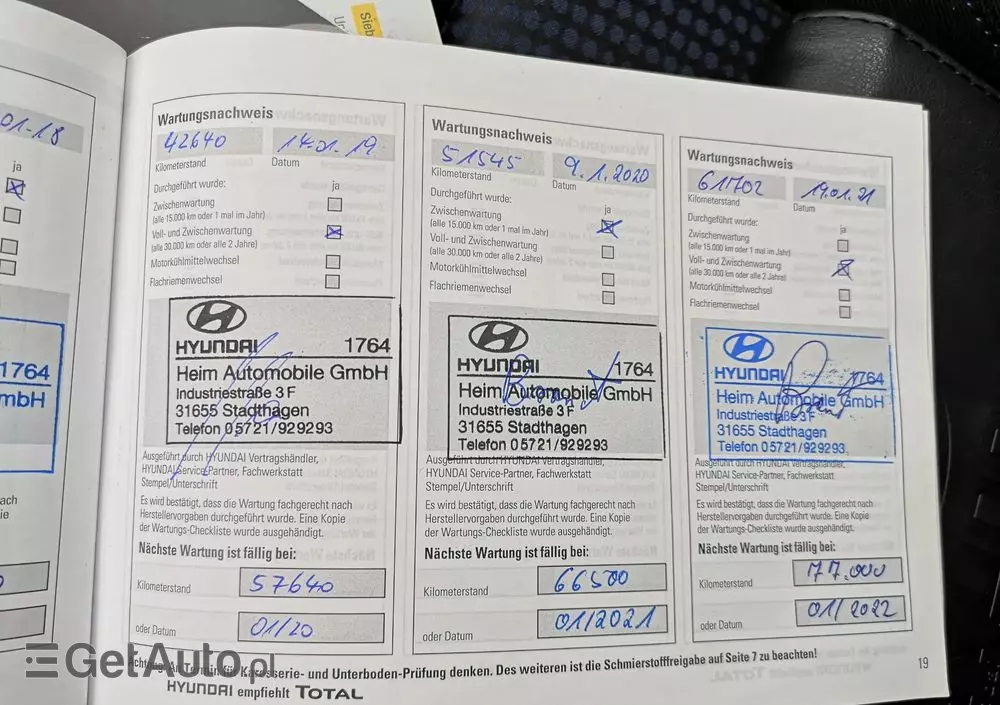 Sieb
01-18
ja
1764
mbH
ach
ie
Wartungsnachweis
42640 14.01.19
Kilometerstand Datum
Durchgeführt wurde: ja
Zwischenwartung
(alle 15.000 km oder 1 mal im Jahr)
Voll- und Zwischenwartung
(alle 30.000 km oder alle 2 Jahre)
Motorkühlmittelwechsel
Flachriemenwechsel
HYUNDAI 1764
Heim Automobile GmbH
Industriestraße 3 F
31655 Stadthagen
Telefon 05721/929293
Ausgeführt durch HYUNDAI Vertragshändler,
HYUNDAI Service-Partner, Fachwerkstatt
Stempel/Unterschrift
Es wird bestätigt, dass die Wartung fachgerecht nach
Herstellervorgaben durchgeführt wurde. Eine Kopie
der Wartungs-Checkliste wurde ausgehändigt.
Nächste Wartung ist fällig bei:
Kilometerstand 57640
oder Datum 01/20
Wartungsnachweis
51545 9.1.2020
Kilometerstand Datum
Durchgeführt wurde: ja
Zwischenwartung
(alle 15.000 km oder 1 mal im Jahr)
Voll- und Zwischenwartung
(alle 30.000 km oder alle 2 Jahre)
Motorkühlmittelwechsel
Flachriemenwechsel
HYUNDAI 1764
Heim Automobile GmbH
Industriestraße 3 F
31655 Stadthagen
Telefon 05721/929293
Ausgeführt durch HYUNDAI Vertragshändler,
HYUNDAI Service-Partner, Fachwerkstatt
Stempel/Unterschrift
Es wird bestätigt, dass die Wartung fachgerecht nach
Herstellervorgaben durchgeführt wurde. Eine Kopie
der Wartungs-Checkliste wurde ausgehändigt.
Nächste Wartung ist fällig bei:
Kilometerstand 66500
oder Datum 01/2021
Wartungsnachweis
61702 19.01.21
Kilometerstand Datum
Durchgeführt wurde: ja
Zwischenwartung
(alle 15.000 km oder 1 mal im Jahr)
Voll- und Zwischenwartung
(alle 30.000 km oder alle 2 Jahre)
Motorkühlmittelwechsel
Flachriemenwechsel
HYUNDAI 1764
Heim Automobile GmbH
Industriestraße 3 F
31655 Stadthagen
Telefon 05721/929293
Ausgeführt durch HYUNDAI Vertragshändler,
HYUNDAI Service-Partner, Fachwerkstatt
Stempel/Unterschrift
Es wird bestätigt, dass die Wartung fachgerecht nach
Herstellervorgaben durchgeführt wurde. Eine Kopie
der Wartungs-Checkliste wurde ausgehändigt.
Nächste Wartung ist fällig bei:
Kilometerstand 77.000
oder Datum 01/2022
Achtung: An Termin für Karosserie- und Unterboden-Prüfung denken. Des weiteren ist die Schmierstofffreigabe auf Seite 7 zu beachten!
19
HYUNDAI empfiehlt TOTAL
GetAuto.pl